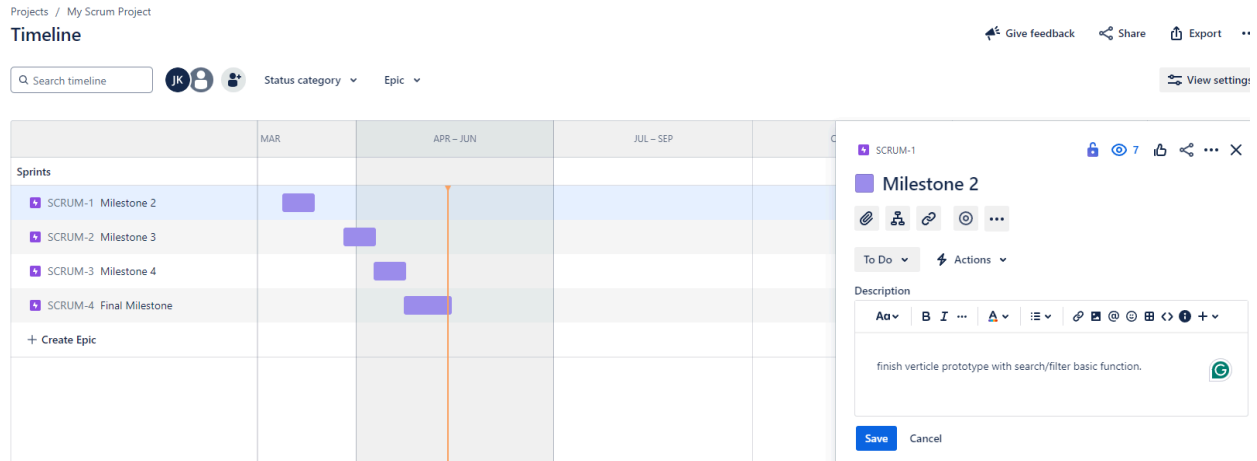 Projects / My Scrum Project
Timeline
Give feedback
Share
Export
Search timeline
JK
Status category
Epic
View settings
MAR
APR – JUN
JUL – SEP
Sprints
SCRUM-1 Milestone 2
SCRUM-2 Milestone 3
SCRUM-3 Milestone 4
SCRUM-4 Final Milestone
+ Create Epic
SCRUM-1
7
Milestone 2
To Do
Actions
Description
Aa
B I
A
@
<>
+
finish verticle prototype with search/filter basic function.
G
Save
Cancel